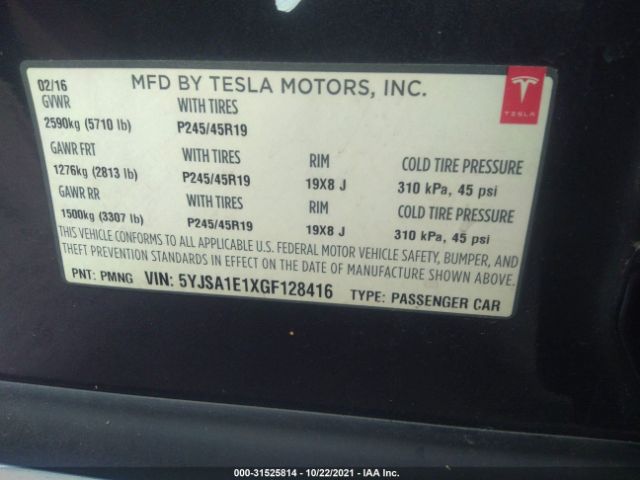 02/16 MFD BY TESLA MOTORS, INC.
GVWR WITH TIRES
2590kg (5710 lb) P245/45R19
TESLA
GAWR FRT WITH TIRES RIM COLD TIRE PRESSURE
1276kg (2813 lb) P245/45R19 19X8 J 310 kPa, 45 psi
GAWR RR WITH TIRES RIM COLD TIRE PRESSURE
1500kg (3307 lb) P245/45R19 19X8 J 310 kPa, 45 psi
THIS VEHICLE CONFORMS TO ALL APPLICABLE U.S. FEDERAL MOTOR VEHICLE SAFETY, BUMPER, AND
THEFT PREVENTION STANDARDS IN EFFECT ON THE DATE OF MANUFACTURE SHOWN ABOVE.
PNT: PMNG VIN: 5YJSA1E1XGF128416 TYPE: PASSENGER CAR
000-31525814 - 10/22/2021 - IAA Inc.